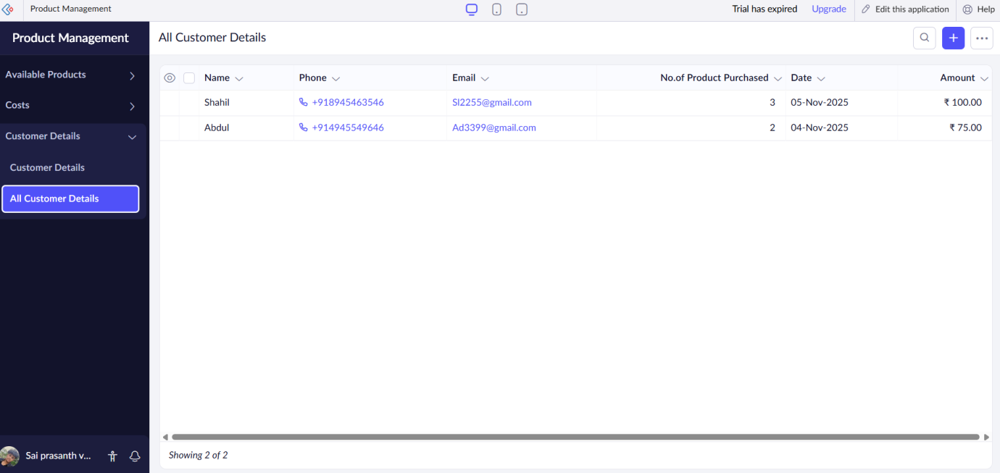 Product Management
Trial has expired Upgrade Edit this application Help
Product Management
Available Products
Costs
Customer Details
Customer Details
All Customer Details
Sai prasanth v...
All Customer Details
Name Phone Email No.of Product Purchased Date Amount
Shahil +918945463546 Sl2255@gmail.com 3 05-Nov-2025 ₹ 100.00
Abdul +914945549646 Ad3399@gmail.com 2 04-Nov-2025 ₹ 75.00
Showing 2 of 2